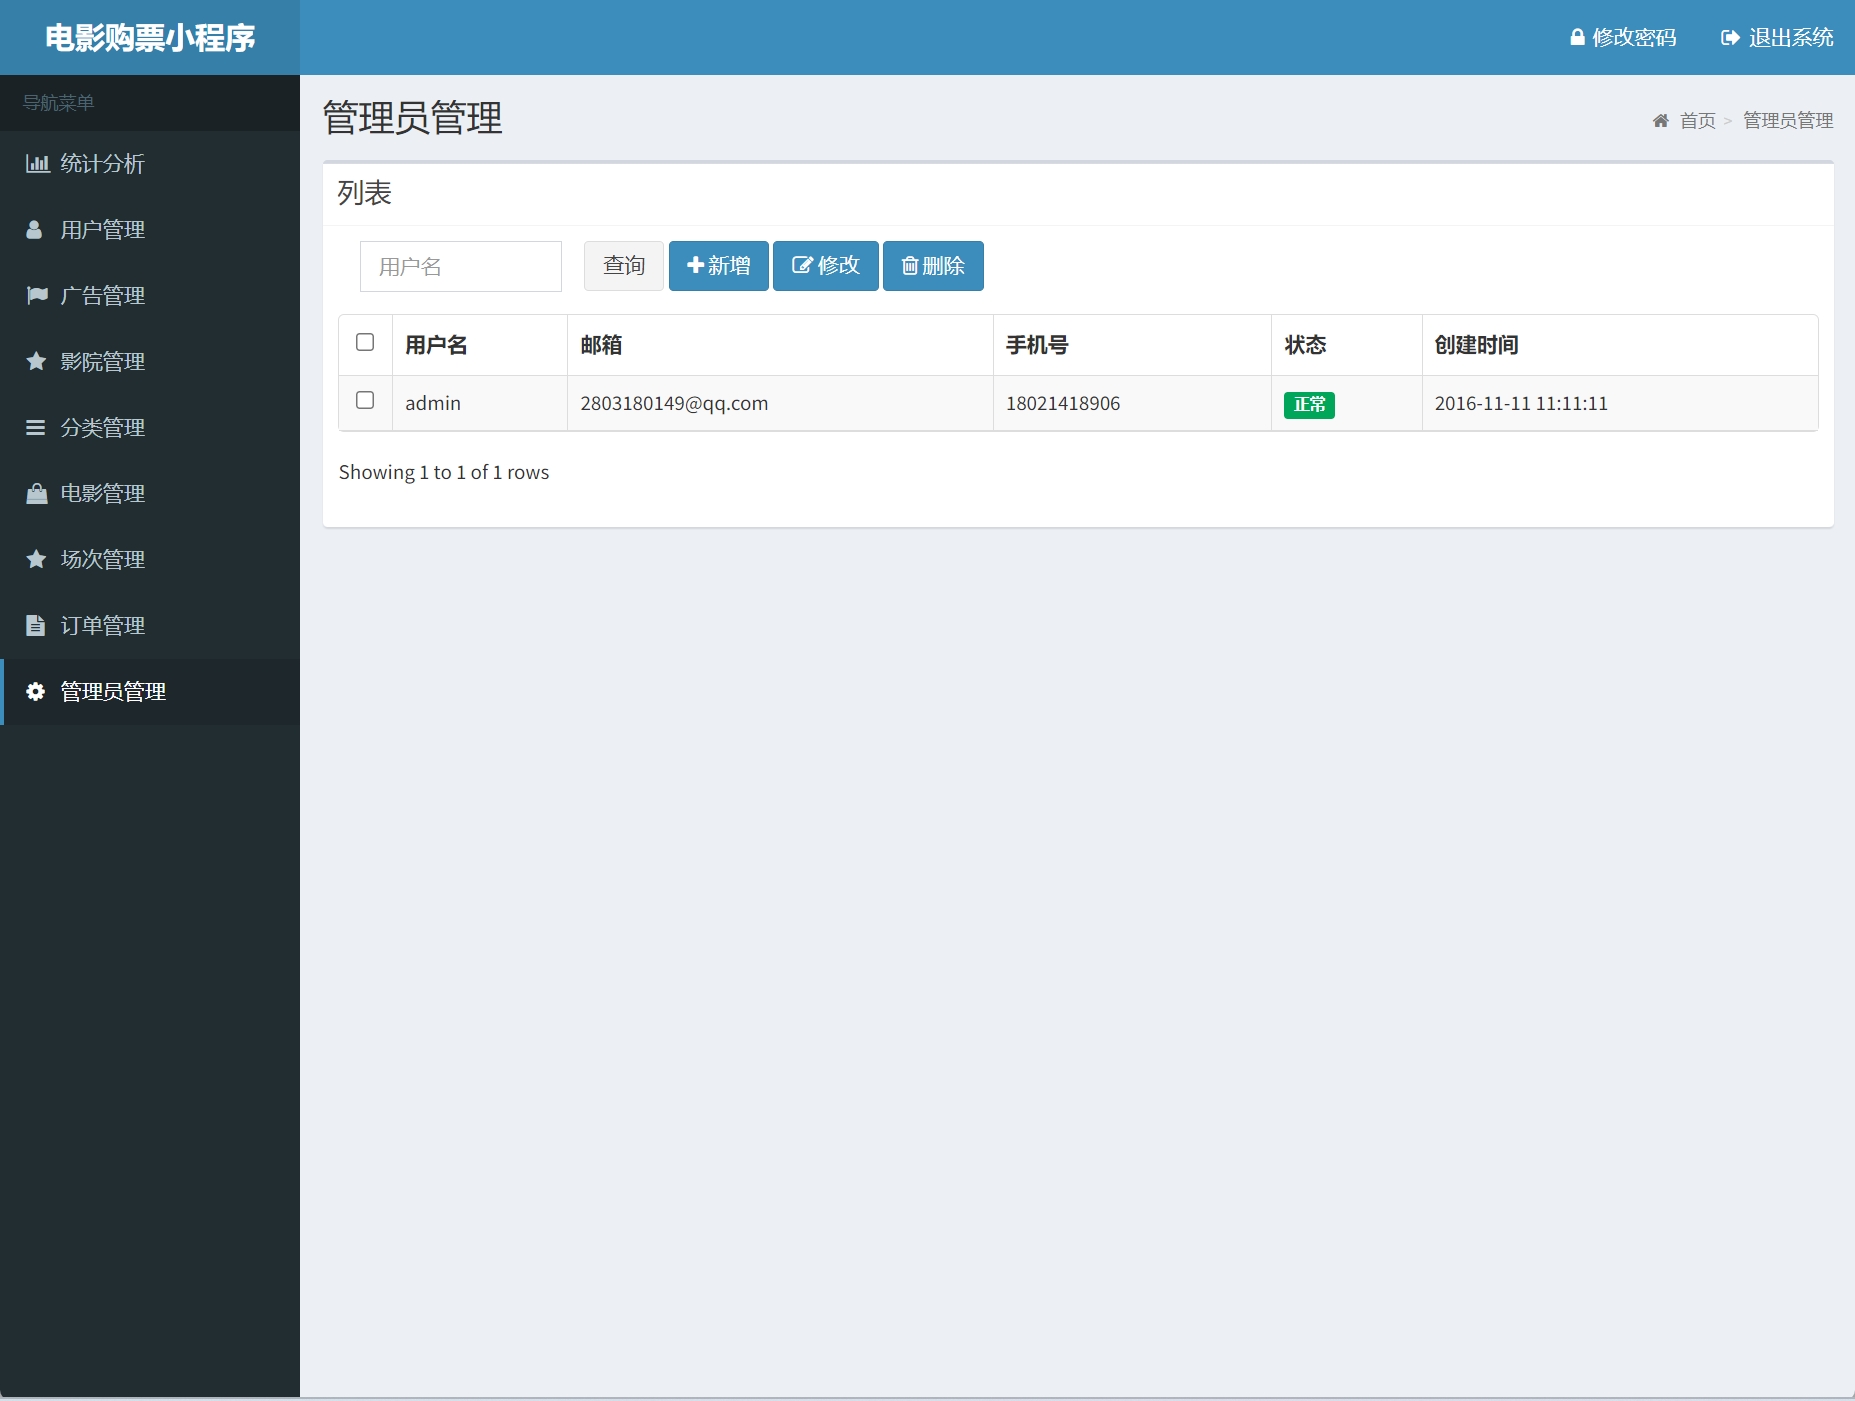 电影购票小程序
修改密码 退出系统
导航菜单
统计分析
用户管理
广告管理
影院管理
分类管理
电影管理
场次管理
订单管理
管理员管理
管理员管理
首页 > 管理员管理
列表
用户名 查询 新增 修改 删除
用户名 邮箱 手机号 状态 创建时间
admin 2803180149@qq.com 18021418906 正常 2016-11-11 11:11:11
Showing 1 to 1 of 1 rows